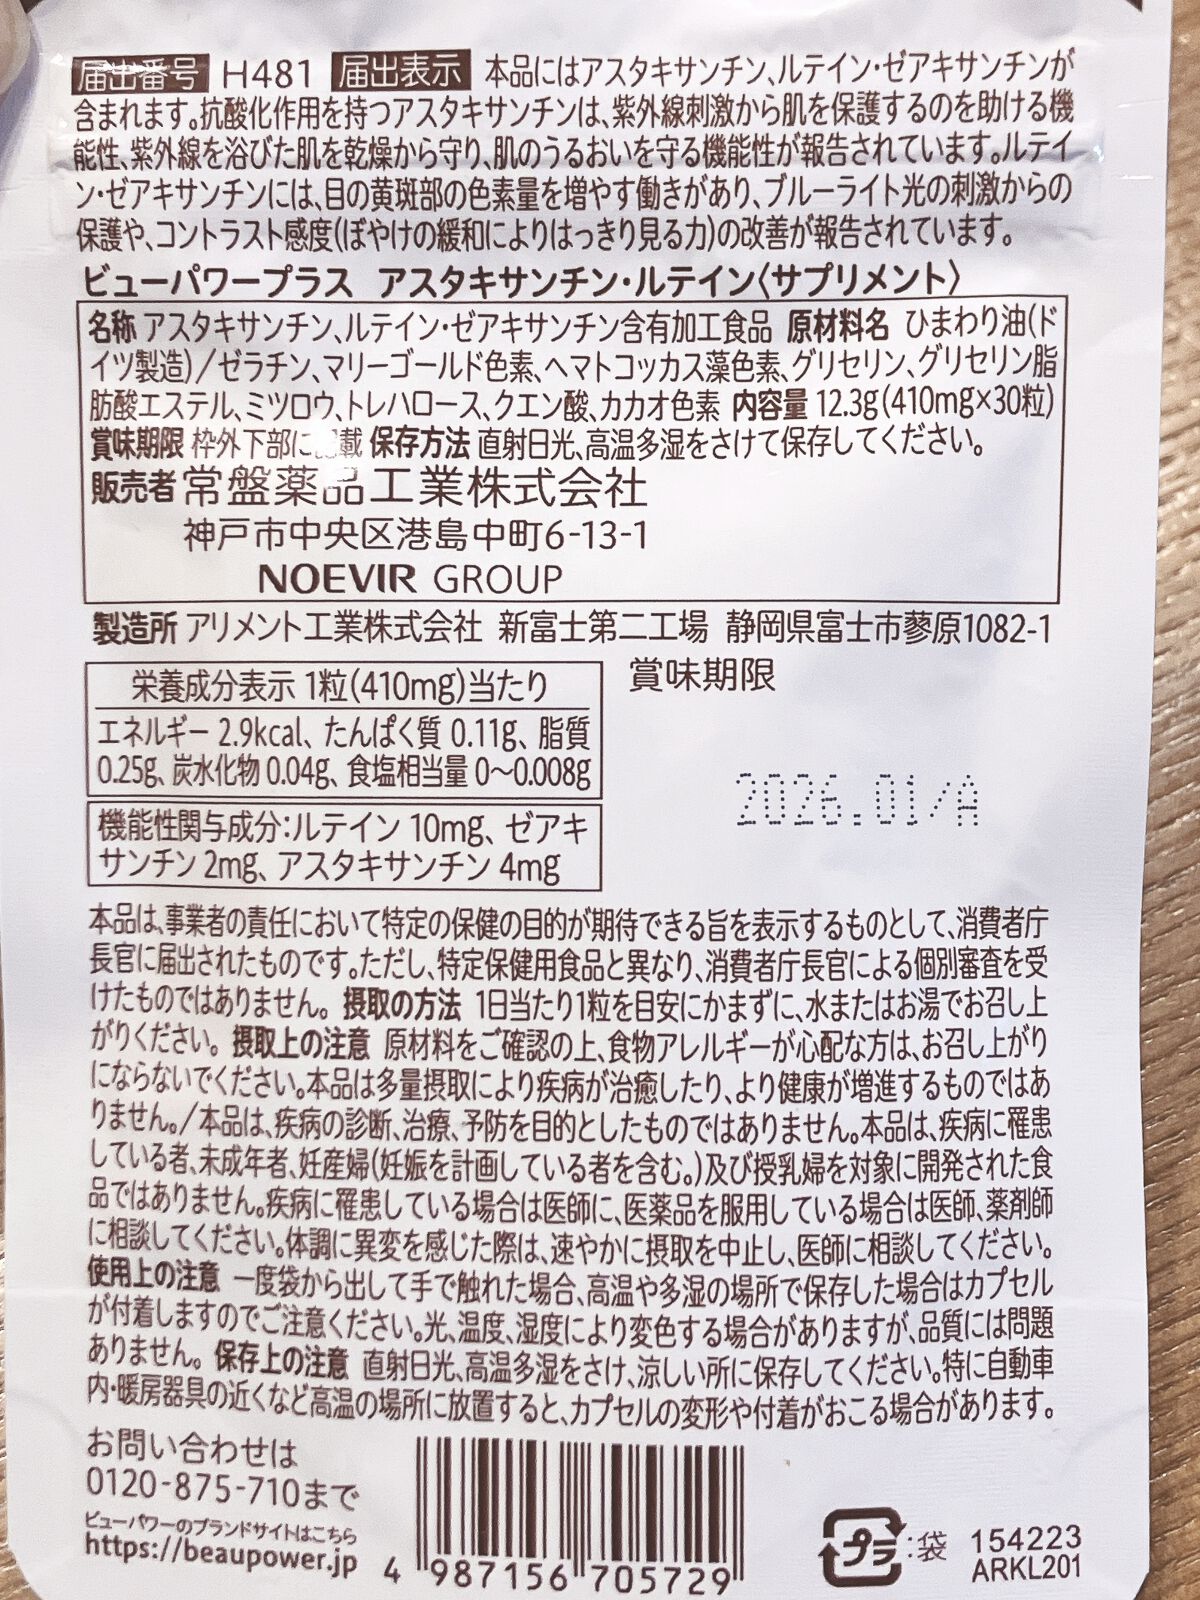 届出番号 H481 届出表示 本品にはアスタキサンチン、ルテイン・ゼアキサンチンが
含まれます。抗酸化作用を持つアスタキサンチンは、紫外線刺激から肌を保護するのを助ける機
能性、紫外線を浴びた肌を乾燥から守り、肌のうるおいを守る機能性が報告されています。ルテイ
ン・ゼアキサンチンには、目の黄斑部の色素量を増やす働きがあり、ブルーライト光の刺激からの
保護や、コントラスト感度(ぼやけの緩和によりはっきり見る力)の改善が報告されています。
ビューパワープラス アスタキサンチン・ルテイン〈サプリメント〉
名称 アスタキサンチン、ルテイン・ゼアキサンチン含有加工食品 原材料名 ひまわり油(ド
イツ製造)/ゼラチン、マリーゴールド色素、ヘマトコッカス藻色素、グリセリン、グリセリン脂
肪酸エステル、ミツロウ、トレハロース、クエン酸、カカオ色素 内容量 12.3g(410mg×30粒)
賞味期限 枠外下部に記載 保存方法 直射日光、高温多湿をさけて保存してください。
販売者 常盤薬品工業株式会社
神戸市中央区港島中町6-13-1
NOEVIR GROUP
製造所 アリメント工業株式会社 新富士第二工場 静岡県富士市蓼原1082-1
栄養成分表示 1粒(410mg)当たり
エネルギー 2.9kcal、たんぱく質 0.11g、脂質
0.25g、炭水化物 0.04g、食塩相当量 0〜0.008g
機能性関与成分:ルテイン 10mg、ゼアキ
サンチン 2mg、アスタキサンチン 4mg
賞味期限
2026.01/A
本品は、事業者の責任において特定の保健の目的が期待できる旨を表示するものとして、消費者庁
長官に届出されたものです。ただし、特定保健用食品と異なり、消費者庁長官による個別審査を受
けたものではありません。 摂取の方法 1日当たり1粒を目安にかまずに、水またはお湯でお召し上
がりください。 摂取上の注意 原材料をご確認の上、食物アレルギーが心配な方は、お召し上がり
にならないでください。本品は多量摂取により疾病が治癒したり、より健康が増進するものではあ
りません。/本品は、疾病の診断、治療、予防を目的としたものではありません。本品は、疾病に罹患
している者、未成年者、妊産婦(妊娠を計画している者を含む。)及び授乳婦を対象に開発された食
品ではありません。疾病に罹患している場合は医師に、医薬品を服用している場合は医師、薬剤師
に相談してください。体調に異変を感じた際は、速やかに摂取を中止し、医師に相談してください。
使用上の注意 一度袋から出して手で触れた場合、高温や多湿の場所で保存した場合はカプセル
が付着しますのでご注意ください。光、温度、湿度により変色する場合がありますが、品質には問題
ありません。 保存上の注意 直射日光、高温多湿をさけ、涼しい所に保存してください。特に自動車
内・暖房器具の近くなど高温の場所に放置すると、カプセルの変形や付着がおこる場合があります。
お問い合わせは
0120-875-710まで
ビューパワーのブランドサイトはこちら
https://beaupower.jp
4 987156 705729
プラ :袋
154223
ARKL201